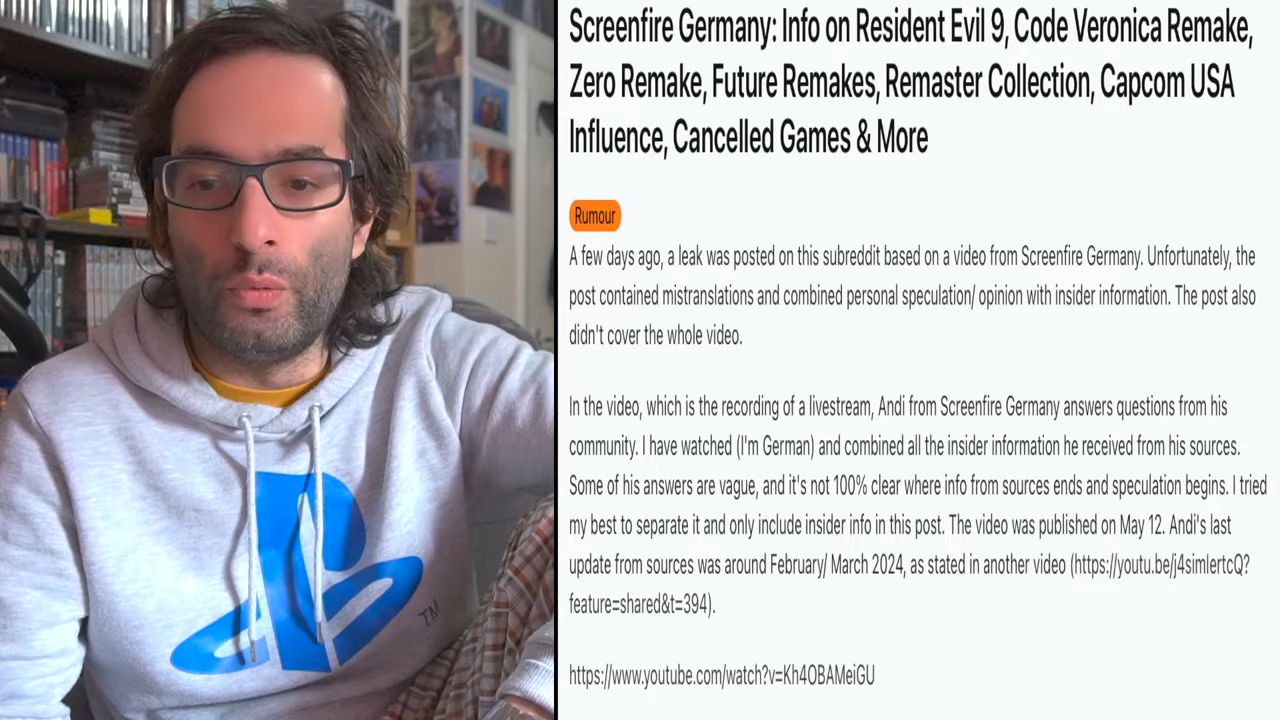 Screenfire Germany: Info on Resident Evil 9, Code Veronica Remake,
Zero Remake, Future Remakes, Remaster Collection, Capcom USA
Influence, Cancelled Games & More
Rumour
A few days ago, a leak was posted on this subreddit based on a video from Screenfire Germany. Unfortunately, the
post contained mistranslations and combined personal speculation/ opinion with insider information. The post also
didn't cover the whole video.
In the video, which is the recording of a livestream, Andi from Screenfire Germany answers questions from his
community. I have watched (I'm German) and combined all the insider information he received from his sources.
Some of his answers are vague, and it's not 100% clear where info from sources ends and speculation begins. I tried
my best to separate it and only include insider info in this post. The video was published on May 12. Andi's last
update from sources was around February/ March 2024, as stated in another video (https://youtu.be/j4simIertcQ?
feature=shared&t=394).
https://www.youtube.com/watch?v=Kh4OBAMeiGU
TM